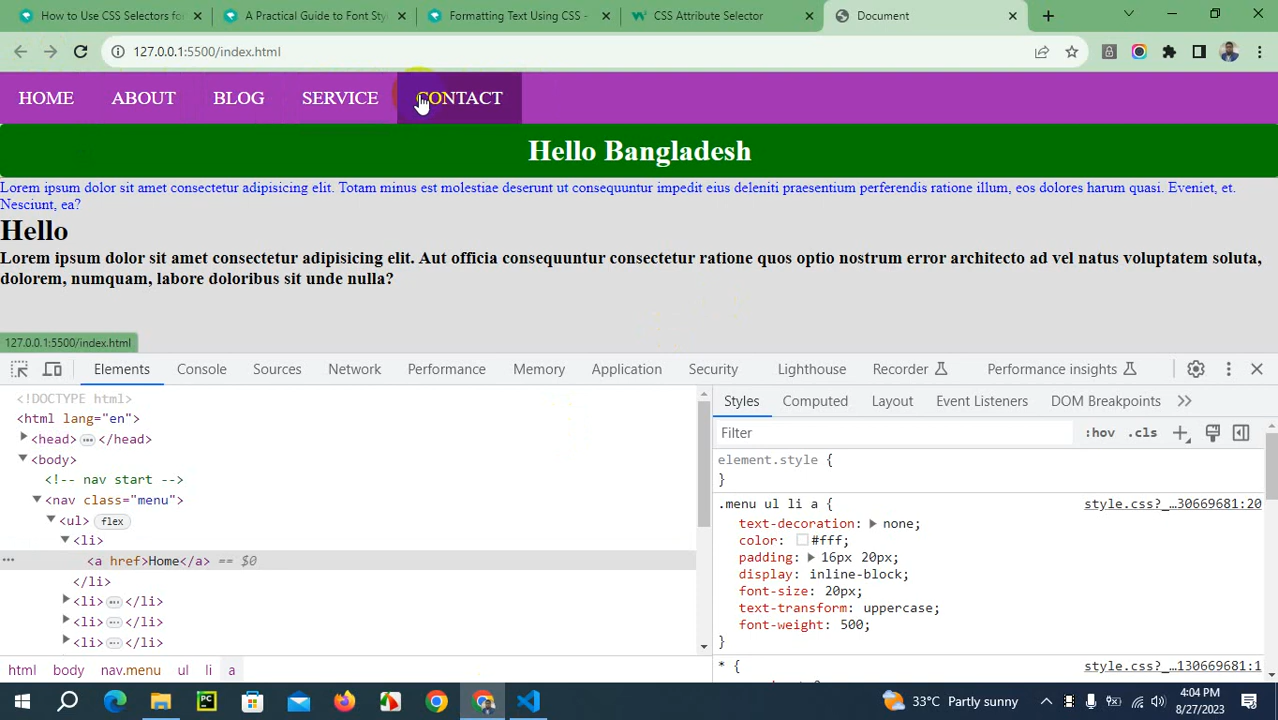 How to Use CSS Selectors for
A Practical Guide to Font Sty
Formatting Text Using CSS -
CSS Attribute Selector
Document
127.0.0.1:5500/index.html
HOME ABOUT BLOG SERVICE CONTACT
Hello Bangladesh
Lorem ipsum dolor sit amet consectetur adipisicing elit. Totam minus est molestiae deserunt ut consequuntur impedit eius deleniti praesentium perferendis ratione illum, eos dolores harum quasi. Eveniet, et.
Nesciunt, ea?
Hello
Lorem ipsum dolor sit amet consectetur adipisicing elit. Aut officia consequuntur consectetur ratione quos optio nostrum error architecto ad vel natus voluptatem soluta,
dolorem, numquam, labore doloribus sit unde nulla?
127.0.0.1:5500/index.html
Elements Console Sources Network Performance Memory Application Security Lighthouse Recorder Performance insights
<!DOCTYPE html>
<html lang="en">
<head> ... </head>
<body>
<!-- nav start -->
<nav class="menu">
<ul> flex
<li>
... <a href>Home</a> == $0
</li>
<li> ... </li>
<li> ... </li>
<li> ... </li>
html body nav.menu ul li a
Styles Computed Layout Event Listeners DOM Breakpoints
Filter :hov .cls
element.style {
}
.menu ul li a { style.css?_…30669681:20
text-decoration: none;
color: #fff;
padding: 16px 20px;
display: inline-block;
font-size: 20px;
text-transform: uppercase;
font-weight: 500;
}
* { style.css?_…130669681:1
33°C Partly sunny
4:04 PM
8/27/2023